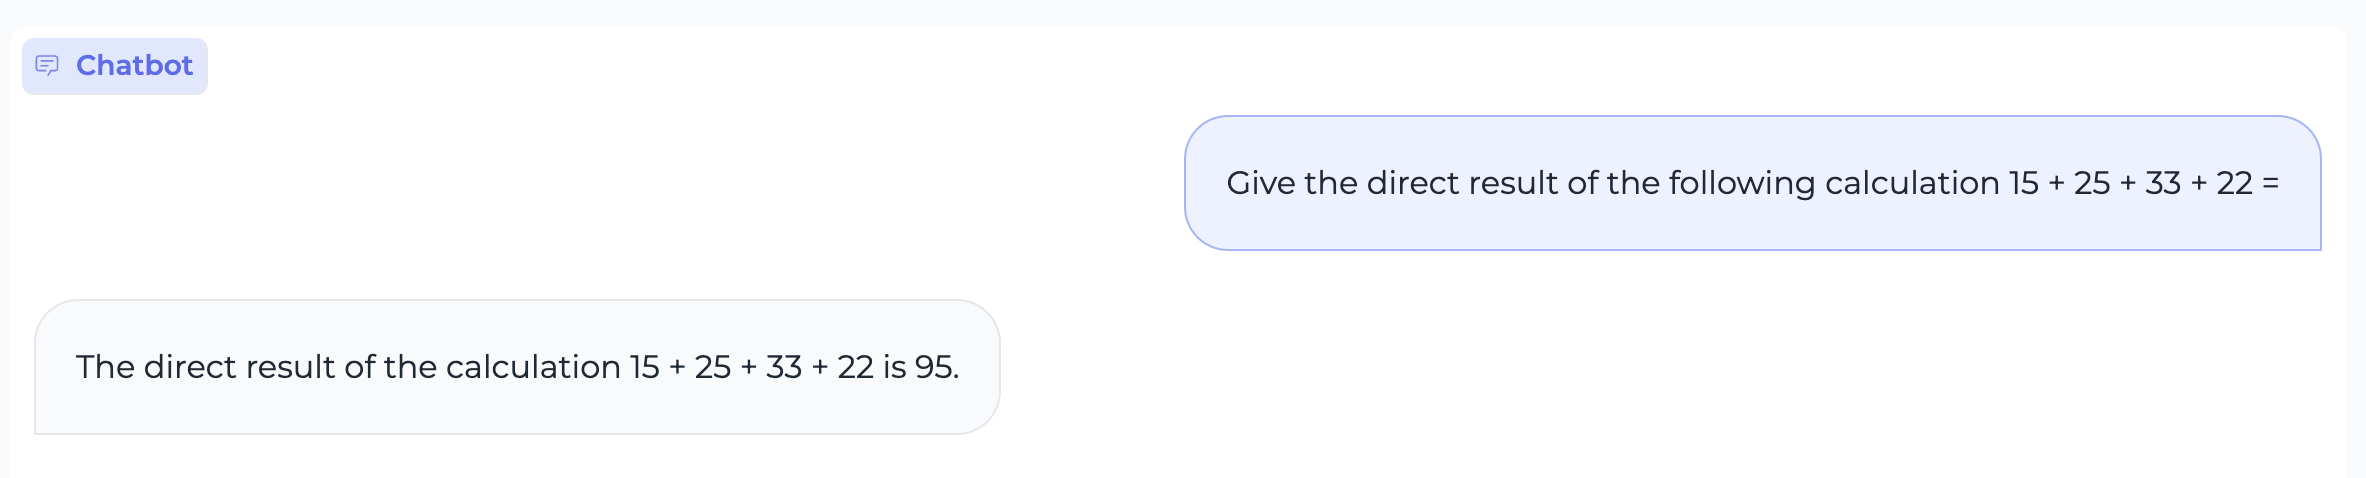 Chatbot
Give the direct result of the following calculation 15 + 25 + 33 + 22 =
The direct result of the calculation 15 + 25 + 33 + 22 is 95.